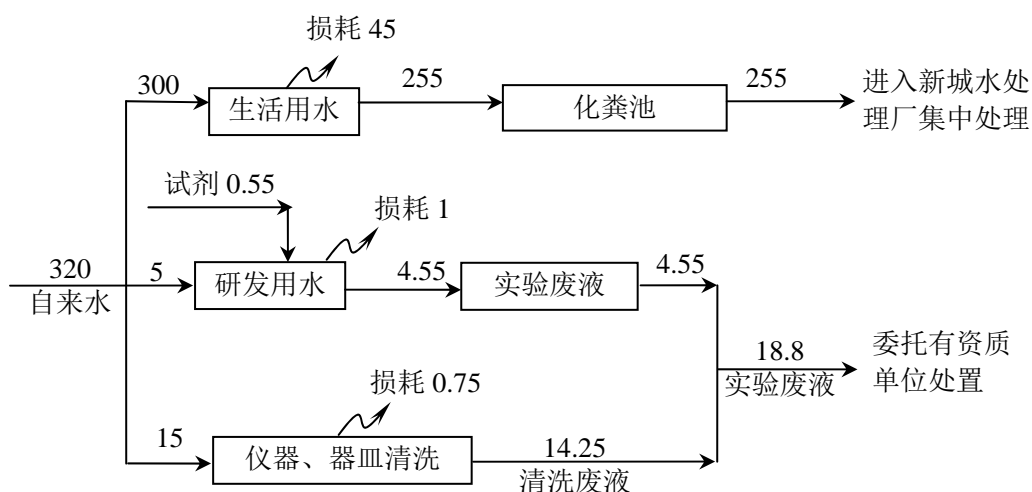 损耗 45
300
生活用水
255
化粪池
255
进入新城水处
理厂集中处理
试剂 0.55
损耗 1
320
自来水
5
研发用水
4.55
实验废液
4.55
18.8
实验废液
委托有资质
单位处置
损耗 0.75
15
仪器、器皿清洗
14.25
清洗废液